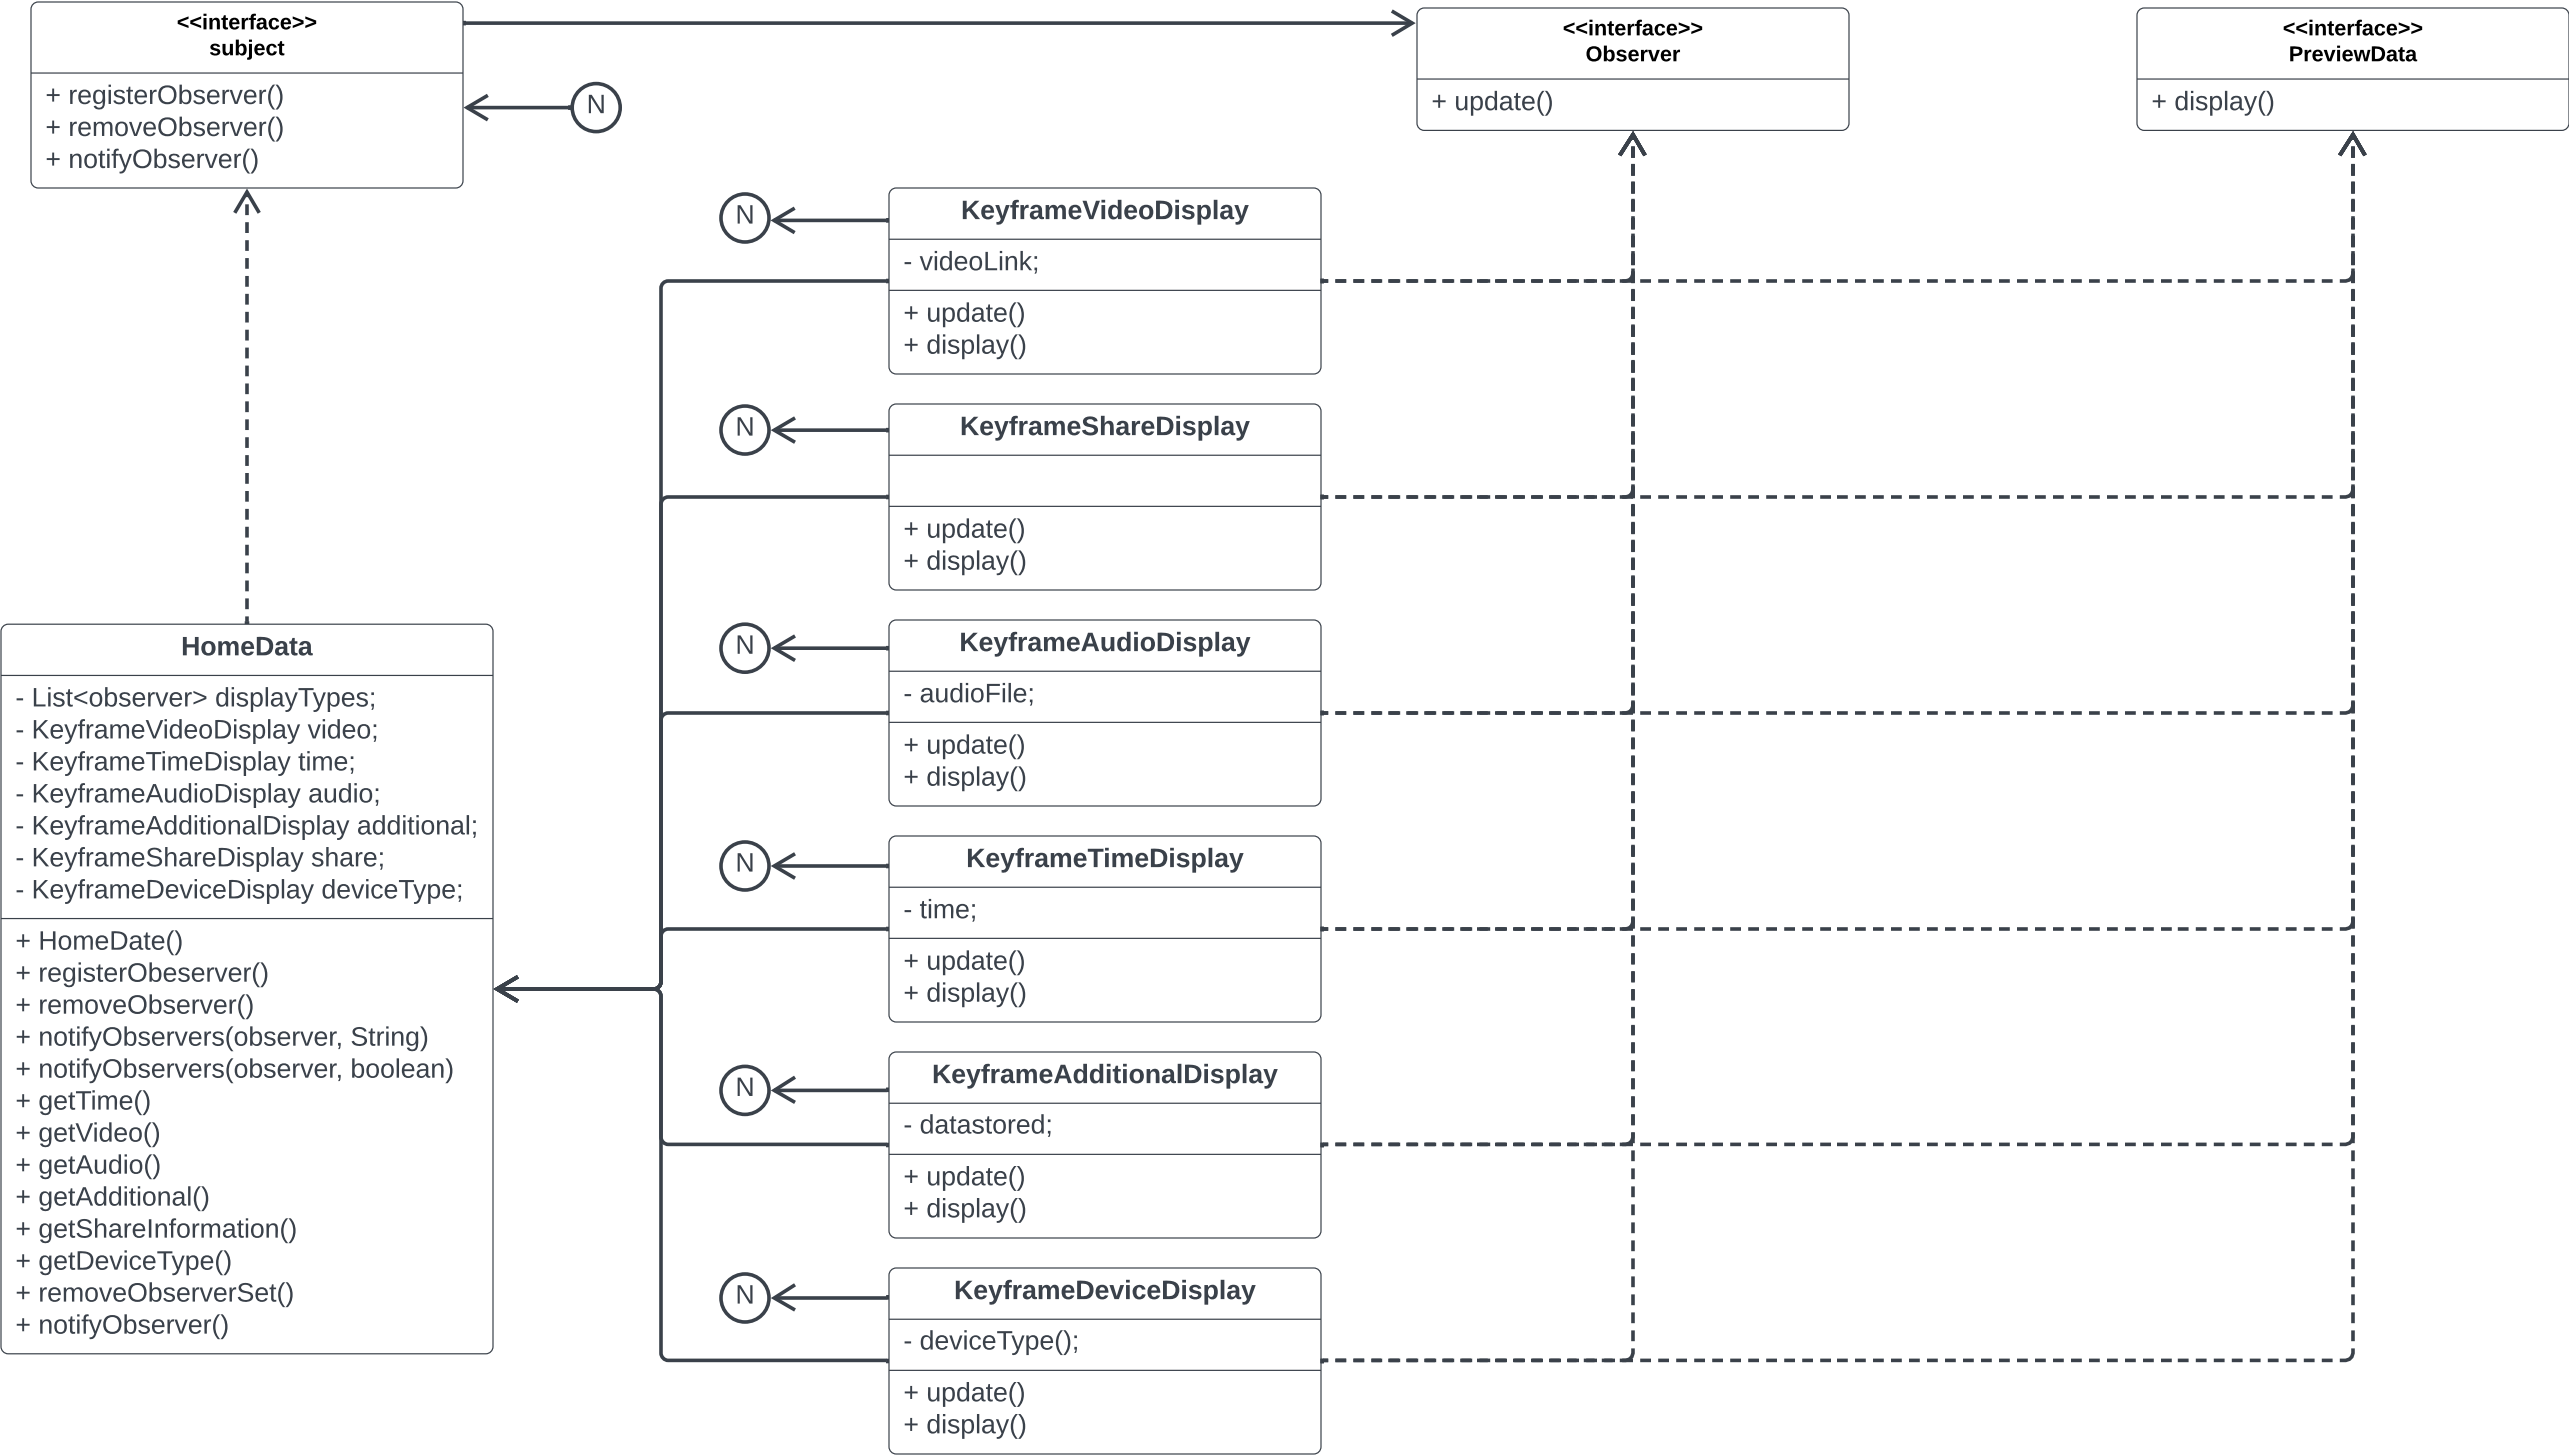 <<interface>>
subject
+ registerObserver()
+ removeObserver()
+ notifyObserver()
N
<<interface>>
Observer
+ update()
<<interface>>
PreviewData
+ display()
N
KeyframeVideoDisplay
- videoLink;
+ update()
+ display()
N
KeyframeShareDisplay
+ update()
+ display()
HomeData
- List<observer> displayTypes;
- KeyframeVideoDisplay video;
- KeyframeTimeDisplay time;
- KeyframeAudioDisplay audio;
- KeyframeAdditionalDisplay additional;
- KeyframeShareDisplay share;
- KeyframeDeviceDisplay deviceType;
+ HomeDate()
+ registerObeserver()
+ removeObserver()
+ notifyObservers(observer, String)
+ notifyObservers(observer, boolean)
+ getTime()
+ getVideo()
+ getAudio()
+ getAdditional()
+ getShareInformation()
+ getDeviceType()
+ removeObserverSet()
+ notifyObserver()
N
KeyframeAudioDisplay
- audioFile;
+ update()
+ display()
N
KeyframeTimeDisplay
- time;
+ update()
+ display()
N
KeyframeAdditionalDisplay
- datastored;
+ update()
+ display()
N
KeyframeDeviceDisplay
- deviceType();
+ update()
+ display()